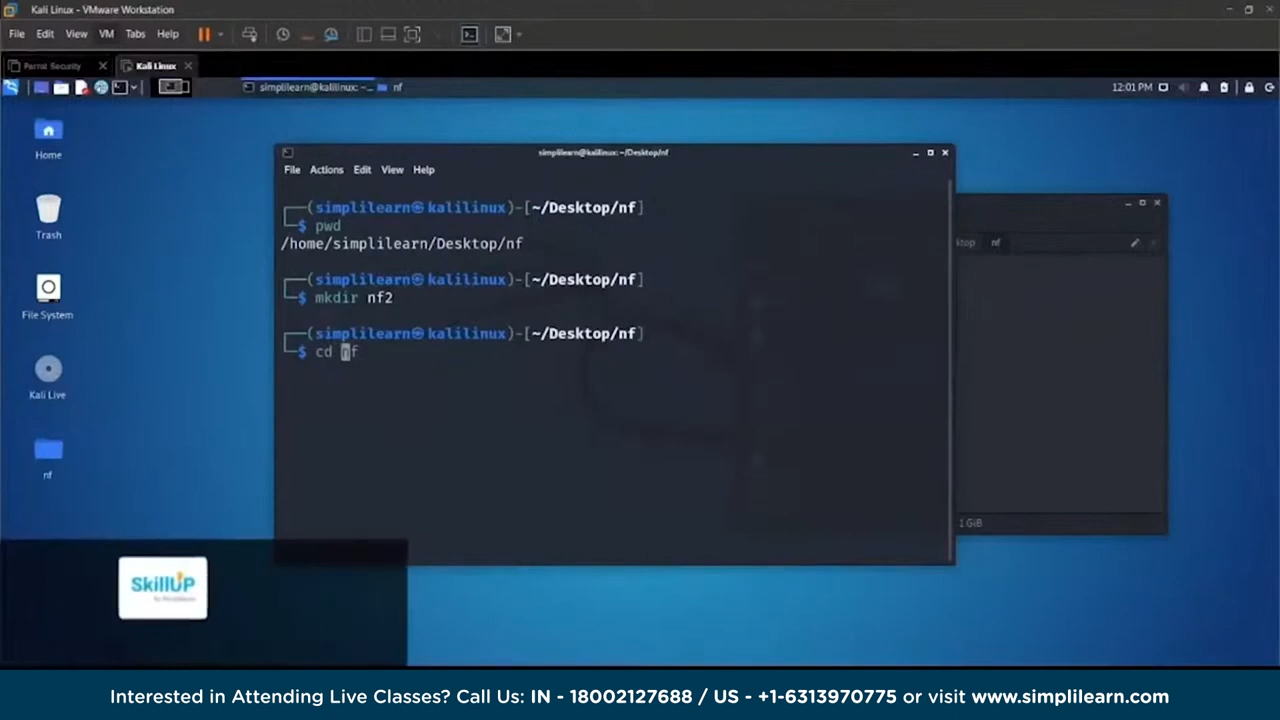 Kali Linux - VMware Workstation
File Edit View VM Tabs Help
Parrot Security
Kali Linux
simplilearn@kalilinux: ~...
nf
12:01 PM
Home
Trash
File System
Kali Live
nf
simplilearn@kalilinux: ~/Desktop/nf
File Actions Edit View Help
(simplilearn㉿kalilinux)-[~/Desktop/nf]
$ pwd
/home/simplilearn/Desktop/nf
(simplilearn㉿kalilinux)-[~/Desktop/nf]
$ mkdir nf2
(simplilearn㉿kalilinux)-[~/Desktop/nf]
$ cd nf
ktop nf
1 GiB
SkillUP
Interested in Attending Live Classes? Call Us: IN - 18002127688 / US - +1-6313970775 or visit www.simplilearn.com